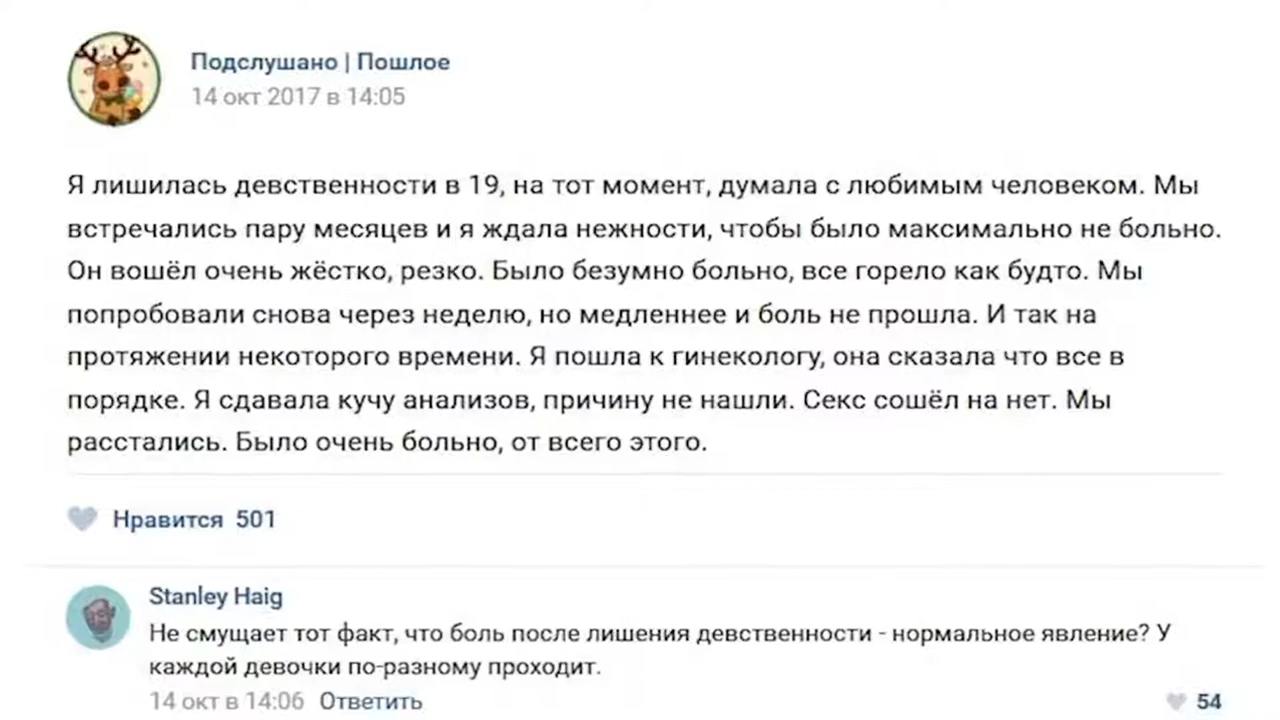 Подслушано | Пошлое
14 окт 2017 в 14:05
Я лишилась девственности в 19, на тот момент, думала с любимым человеком. Мы
встречались пару месяцев и я ждала нежности, чтобы было максимально не больно.
Он вошёл очень жёстко, резко. Было безумно больно, все горело как будто. Мы
попробовали снова через неделю, но медленнее и боль не прошла. И так на
протяжении некоторого времени. Я пошла к гинекологу, она сказала что все в
порядке. Я сдавала кучу анализов, причину не нашли. Секс сошёл на нет. Мы
расстались. Было очень больно, от всего этого.
Нравится 501
Stanley Haig
Не смущает тот факт, что боль после лишения девственности - нормальное явление? У
каждой девочки по-разному проходит.
14 окт в 14:06 Ответить 54